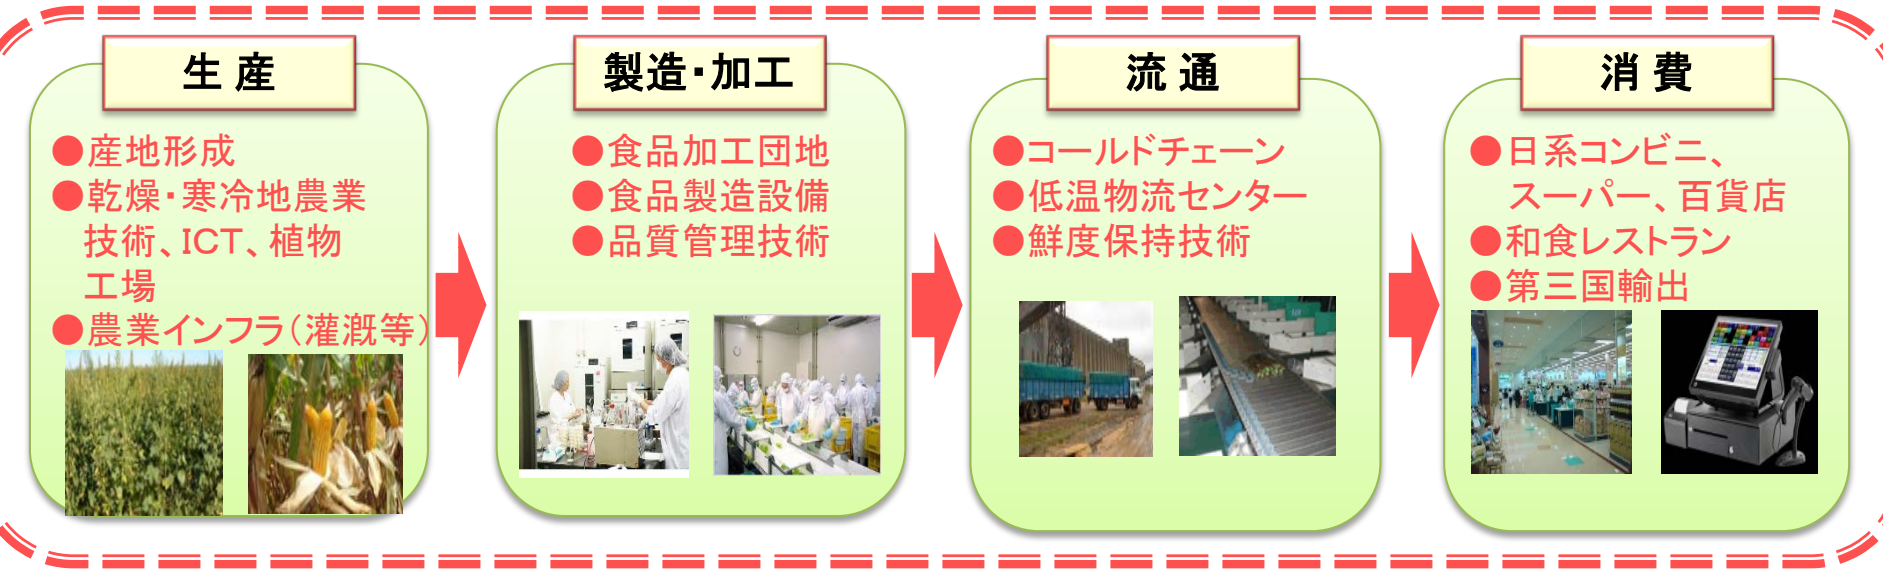 生産
●産地形成
●乾燥・寒冷地農業
技術、ICT、植物
工場
●農業インフラ(灌漑等)
製造・加工
●食品加工団地
●食品製造設備
●品質管理技術
流通
●コールドチェーン
●低温物流センター
●鮮度保持技術
消費
●日系コンビニ、
スーパー、百貨店
●和食レストラン
●第三国輸出